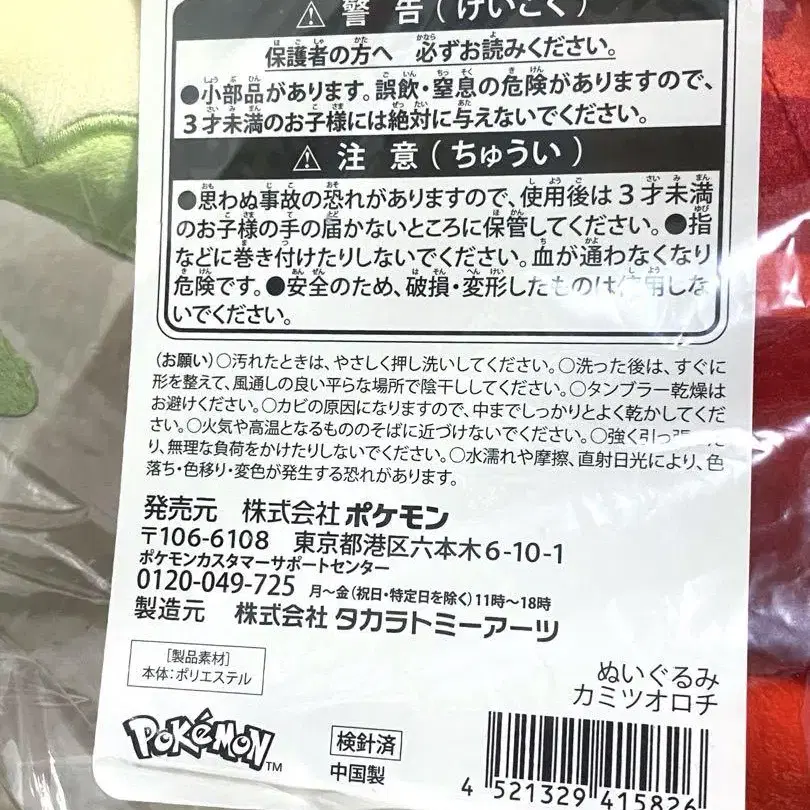 ⚠ 警告(けいこく)
保護者の方へ 必ずお読みください。
●小部品があります。誤飲・窒息の危険がありますので、
3才未満のお子様には絶対に与えないでください。
⚠ 注意(ちゅうい)
●思わぬ事故の恐れがありますので、使用後は3才未満
のお子様の手の届かないところに保管してください。●指
などに巻き付けたりしないでください。血が通わなくなり
危険です。●安全のため、破損・変形したものは使用しな
いでください。
(お願い)○汚れたときは、やさしく押し洗いしてください。○洗った後は、すぐに
形を整えて、風通しの良い平らな場所で陰干ししてください。○タンブラー乾燥は
お避けください。○カビの原因になりますので、中までしっかりとよく乾かしてくだ
さい。○火気や高温となるもののそばに近づけないでください。○強く引っ張った
り、無理な負荷をかけたりしないでください。○水濡れや摩擦、直射日光により、色
落ち・色移り・変色が発生する恐れがあります。
発売元 株式会社ポケモン
〒106-6108 東京都港区六本木6-10-1
ポケモンカスタマーサポートセンター
0120-049-725 月～金(祝日・特定日を除く)11時～18時
製造元 株式会社タカラトミーアーツ
[製品素材]
本体:ポリエステル
ぬいぐるみ
カミツオロチ
POKÉMON™
検針済
中国製
4 521329 415826